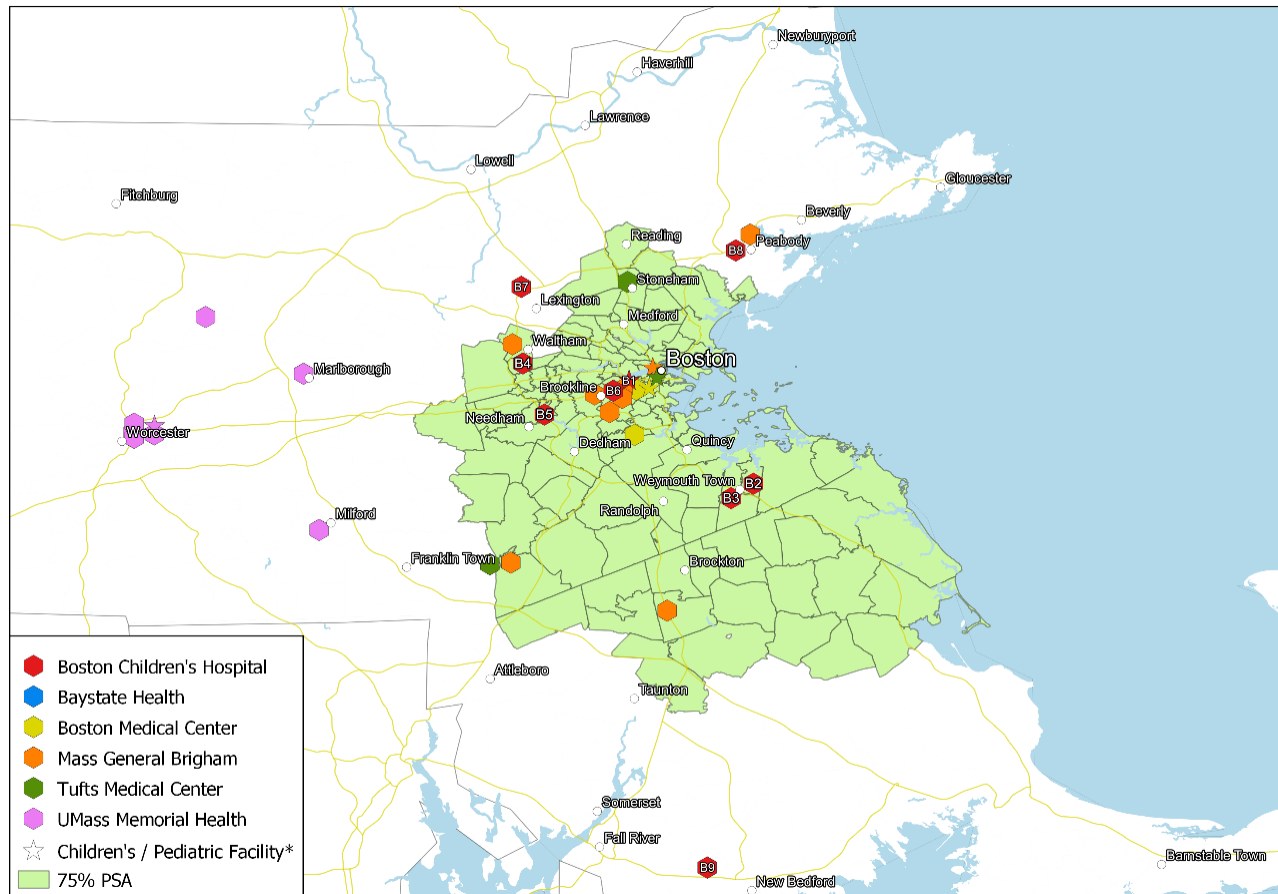 Newburyport
Haverhill
Lawrence
Lowell
Gloucester
Fitchburg
Beverly
Reading
Peabody
B8
Stoneham
B7
Lexington
Medford
Waltham
Boston
B4
Marlborough
B1
Brookline
B6
Needham
B5
Worcester
Dedham
Quincy
Weymouth Town
B2
B3
Randolph
Milford
Franklin Town
Brockton
Attleboro
Taunton
Somerset
Fall River
Barnstable Town
B9
New Bedford
Boston Children's Hospital
Baystate Health
Boston Medical Center
Mass General Brigham
Tufts Medical Center
UMass Memorial Health
Children's / Pediatric Facility*
75% PSA